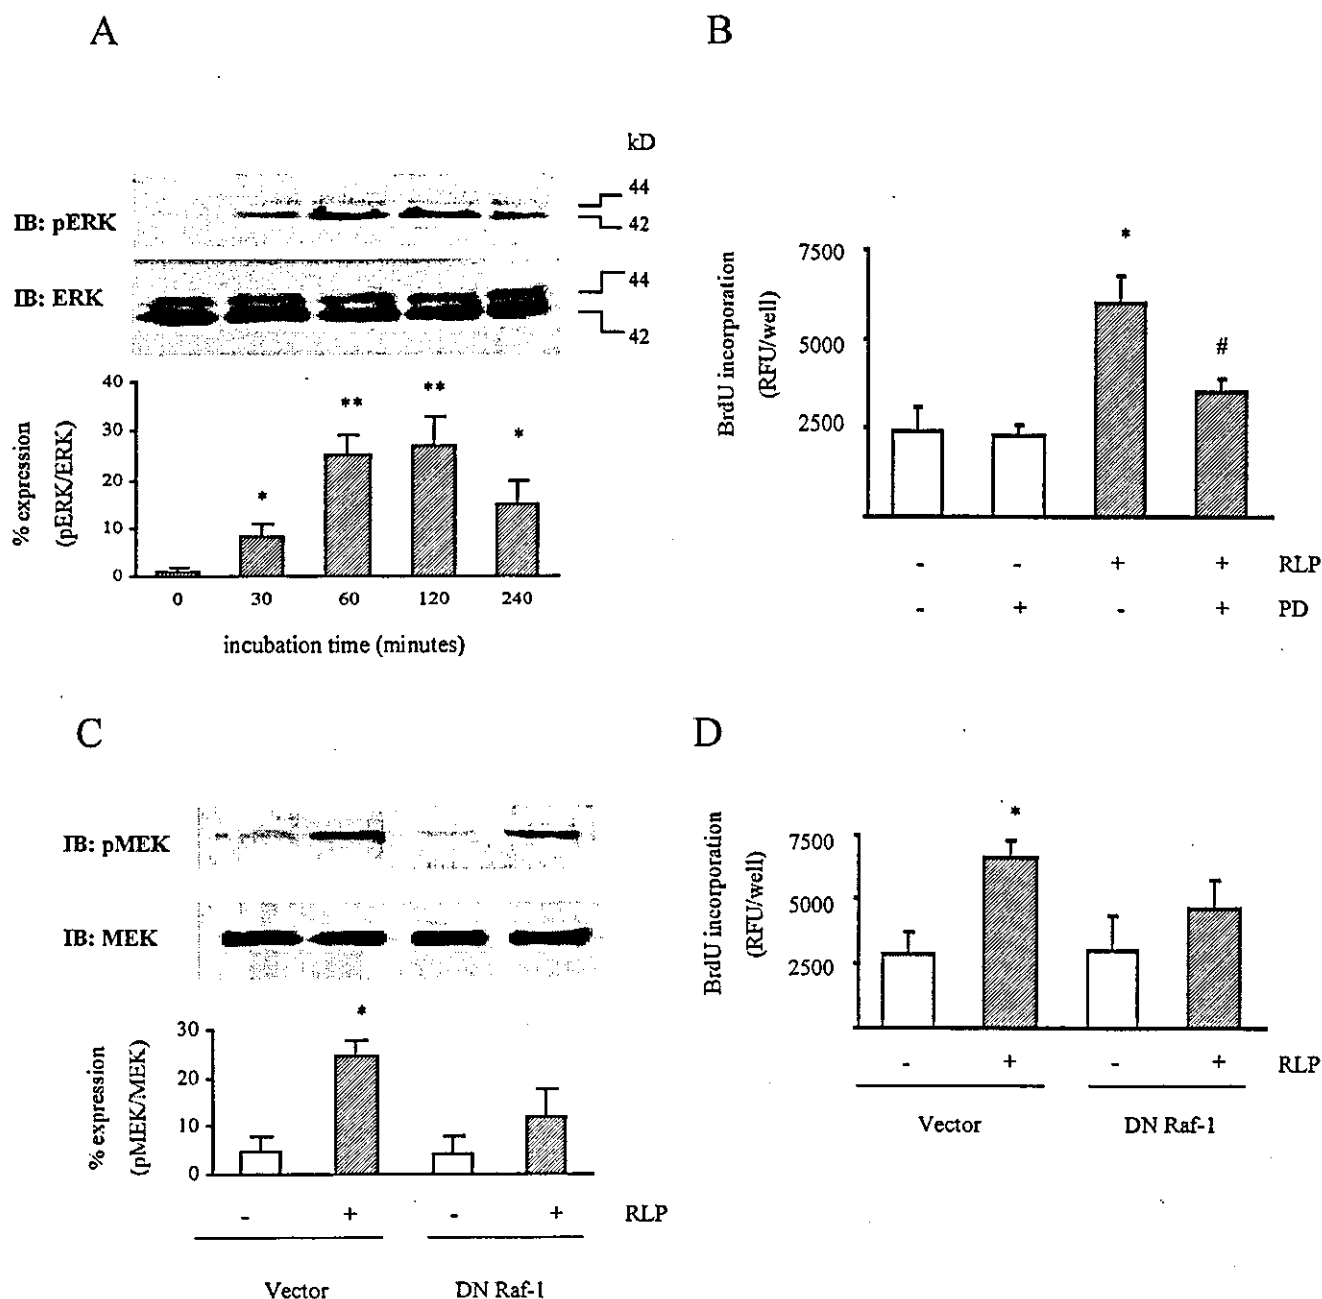 A
kD
IB: pERK
44
42
IB: ERK
44
42
% expression
(pERK/ERK)
40
30
20
10
0
*
**
**
*
0 30 60 120 240
incubation time (minutes)
B
BrdU incorporation
(RFU/well)
7500
5000
2500
*
#
- - + + RLP
- + - + PD
C
IB: pMEK
IB: MEK
% expression
(pMEK/MEK)
30
20
10
0
*
- + - + RLP
Vector DN Raf-1
D
BrdU incorporation
(RFU/well)
7500
5000
2500
*
- + - + RLP
Vector DN Raf-1